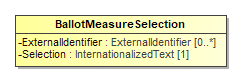 BallotMeasureSelection
-ExternalIdentifier : ExternalIdentifier [0..*]
-Selection : InternationalizedText [1]